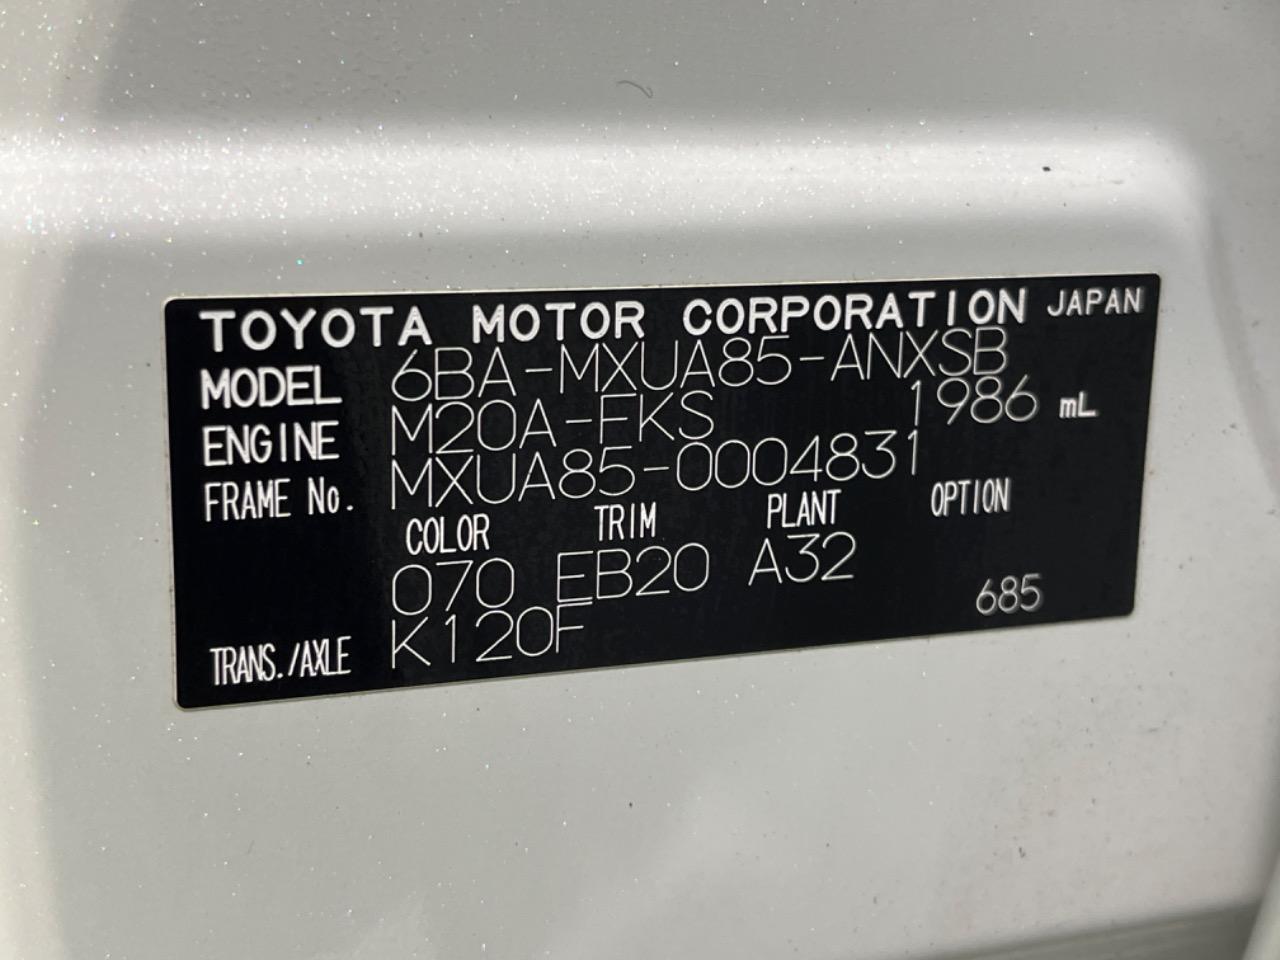 TOYOTA MOTOR CORPORATION JAPAN
MODEL 6BA-MXUA85-ANXSB
ENGINE M20A-FKS 1986 mL
FRAME No. MXUA85-0004831
COLOR TRIM PLANT OPTION
070 EB20 A32
685
TRANS./AXLE K120F